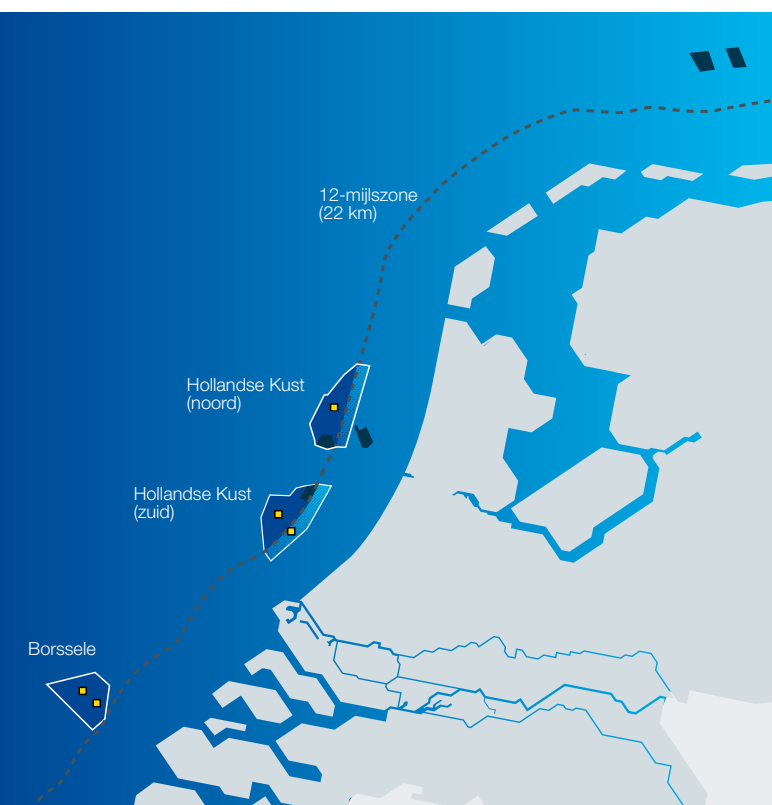 12-mijlszone
(22 km)
Hollandse Kust
(noord)
Hollandse Kust
(zuid)
Borssele